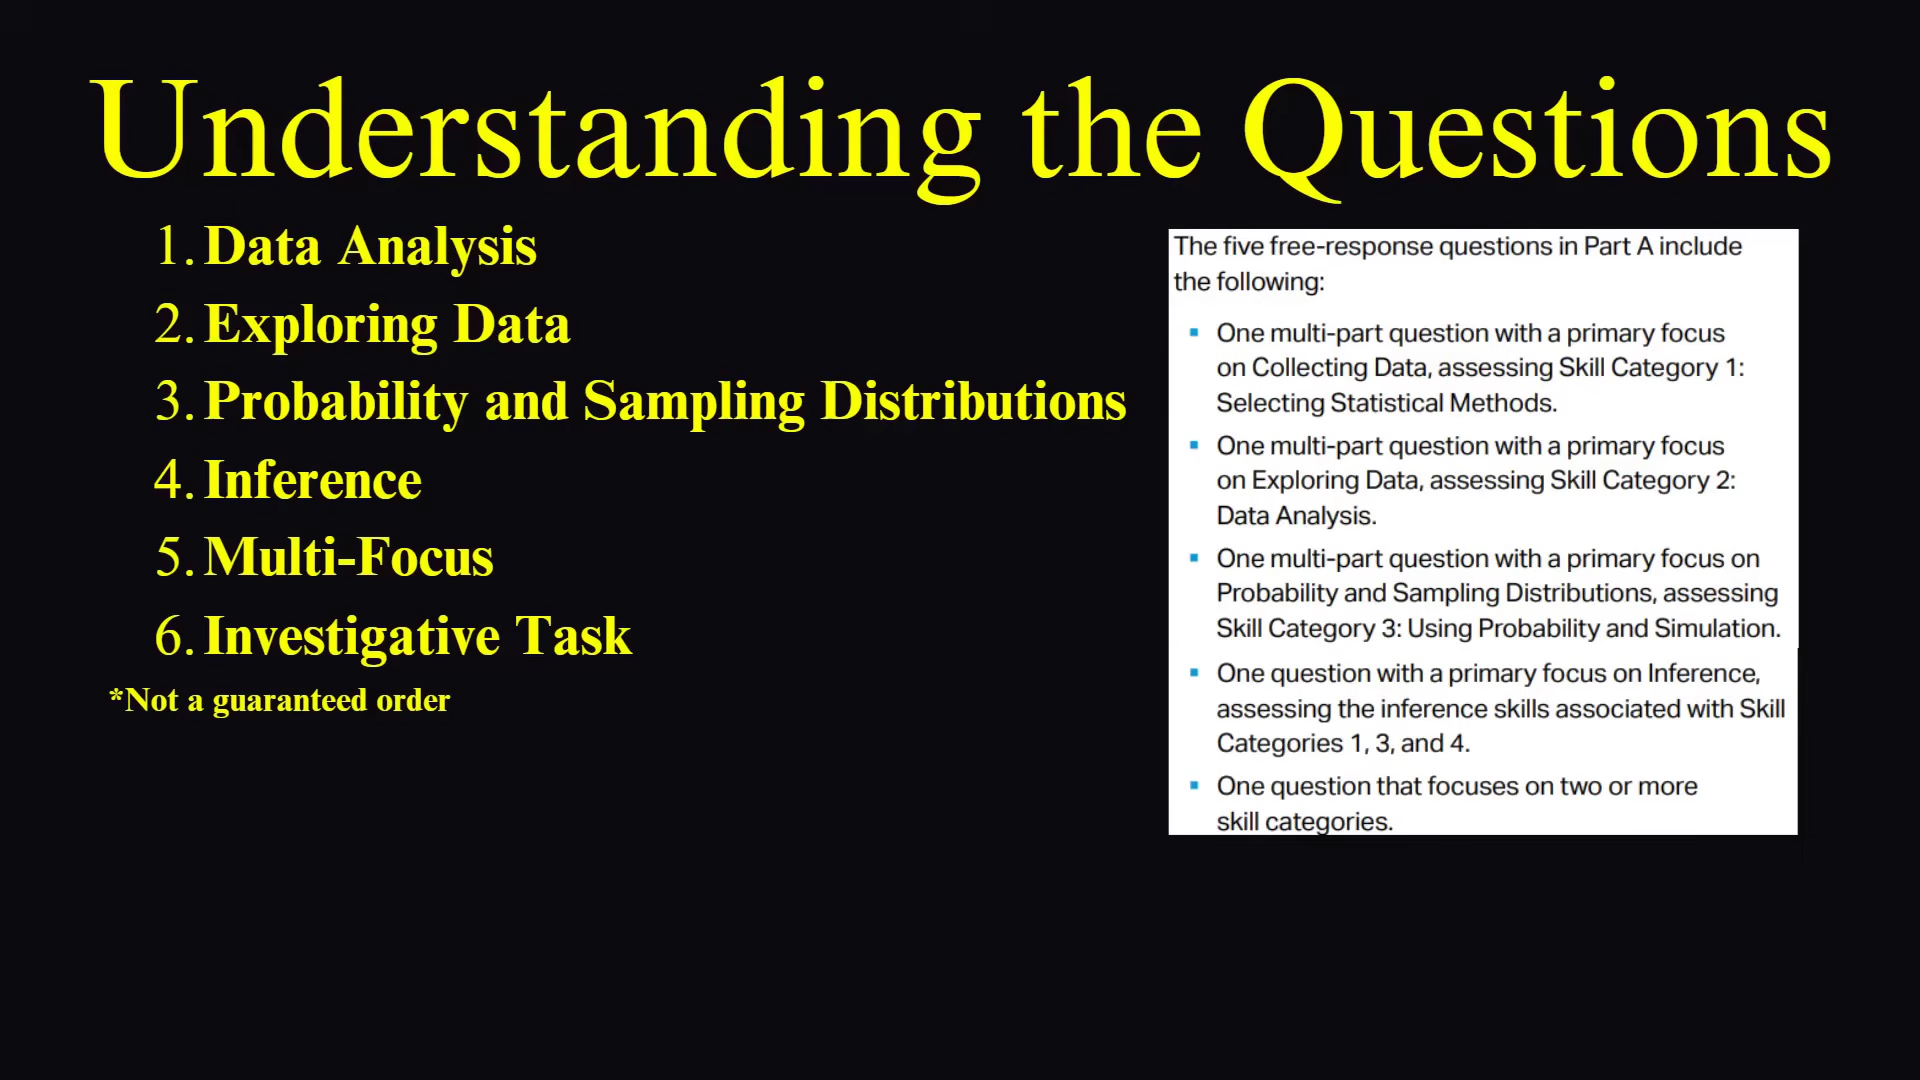 Understanding the Questions
1. Data Analysis
2. Exploring Data
3. Probability and Sampling Distributions
4. Inference
5. Multi-Focus
6. Investigative Task
*Not a guaranteed order
The five free-response questions in Part A include
the following:
▪ One multi-part question with a primary focus
on Collecting Data, assessing Skill Category 1:
Selecting Statistical Methods.
▪ One multi-part question with a primary focus
on Exploring Data, assessing Skill Category 2:
Data Analysis.
▪ One multi-part question with a primary focus on
Probability and Sampling Distributions, assessing
Skill Category 3: Using Probability and Simulation.
▪ One question with a primary focus on Inference,
assessing the inference skills associated with Skill
Categories 1, 3, and 4.
▪ One question that focuses on two or more
skill categories.